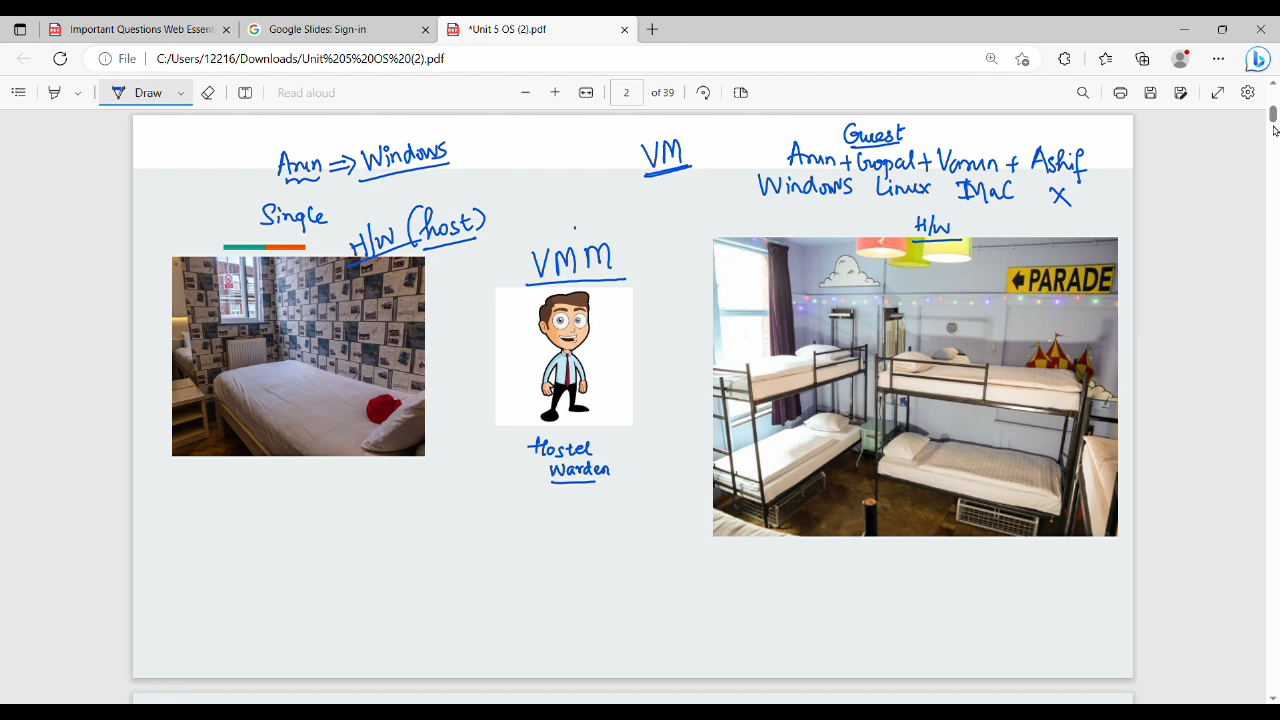 Important Questions Web Essent
Google Slides: Sign-in
*Unit 5 OS (2).pdf
File
C:/Users/12216/Downloads/Unit%205%20OS%20(2).pdf
Draw
Read aloud
2 of 39
Arun ⇒ Windows
VM
Guest
Arun + Gopal + Varun + Ashif
Windows Linux IMaC X
Single
H/W (host)
H/W
VMM
PARADE
Hostel
Warden